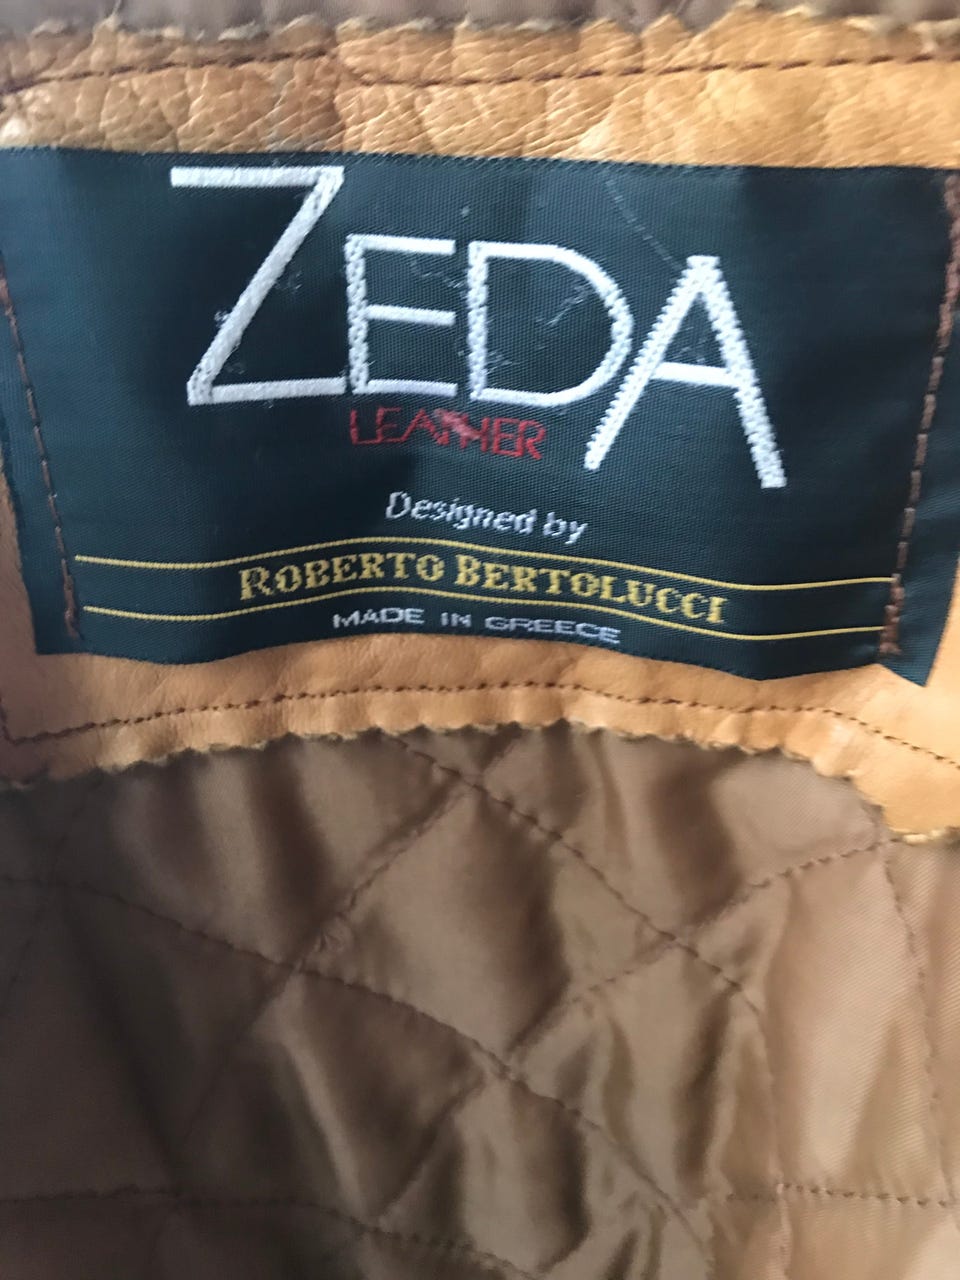 ZEDA
LEATHER
Designed by
ROBERTO BERTOLUCCI
MADE IN GREECE